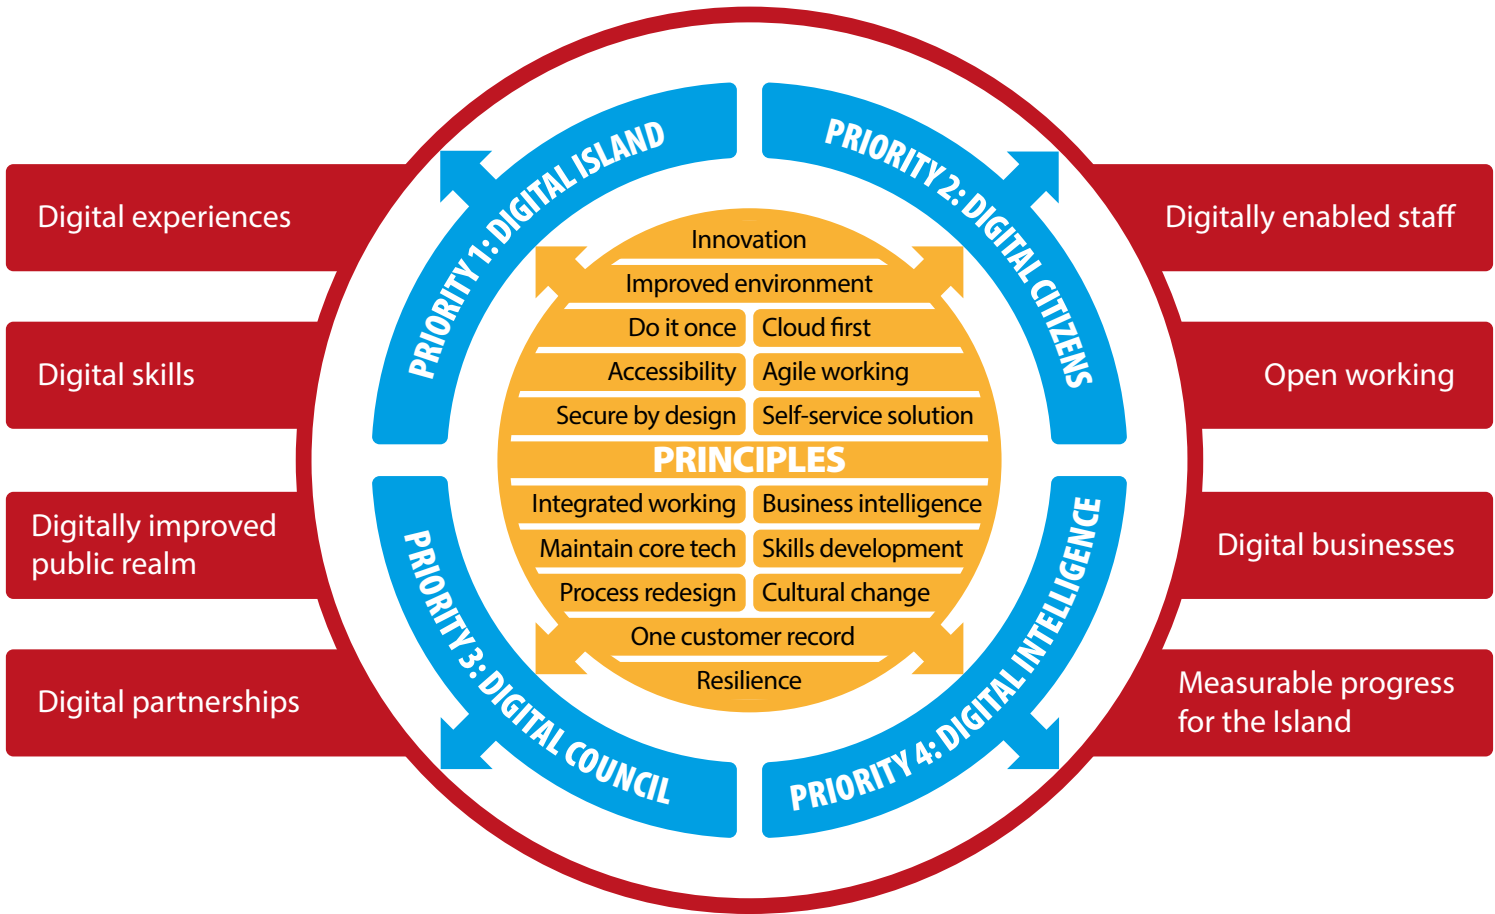 Digital experiences
Digital skills
Digitally improved
public realm
Digital partnerships
PRIORITY 1: DIGITAL ISLAND
PRIORITY 2: DIGITAL CITIZENS
Innovation
Improved environment
Do it once
Cloud first
Accessibility
Agile working
Secure by design
Self-service solution
PRINCIPLES
Integrated working
Business intelligence
Maintain core tech
Skills development
Process redesign
Cultural change
One customer record
Resilience
PRIORITY 3: DIGITAL COUNCIL
PRIORITY 4: DIGITAL INTELLIGENCE
Digitally enabled staff
Open working
Digital businesses
Measurable progress
for the Island